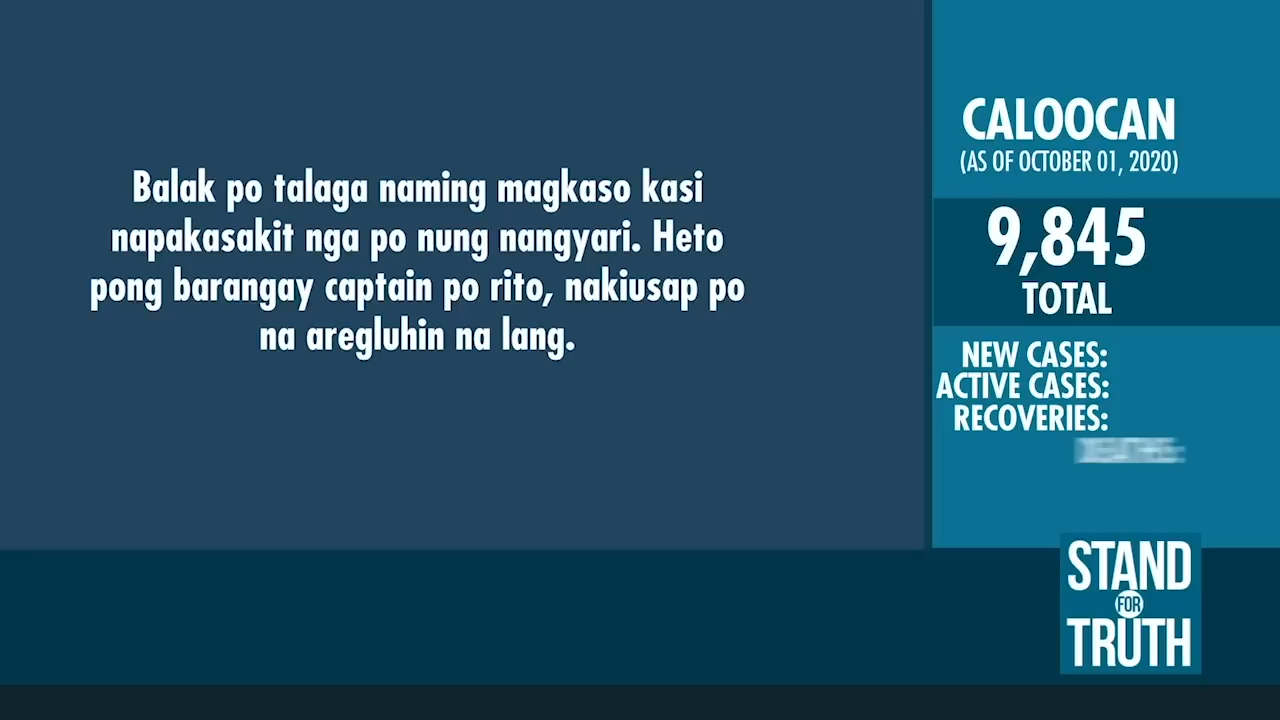 Balak po talaga naming magkaso kasi
napakasakit nga po nung nangyari. Heto
pong barangay captain po rito, nakiusap po
na aregluhin na lang.
CALOOCAN
(AS OF OCTOBER 01, 2020)
9,845
TOTAL
NEW CASES:
ACTIVE CASES:
RECOVERIES:
STAND
FOR
TRUTH